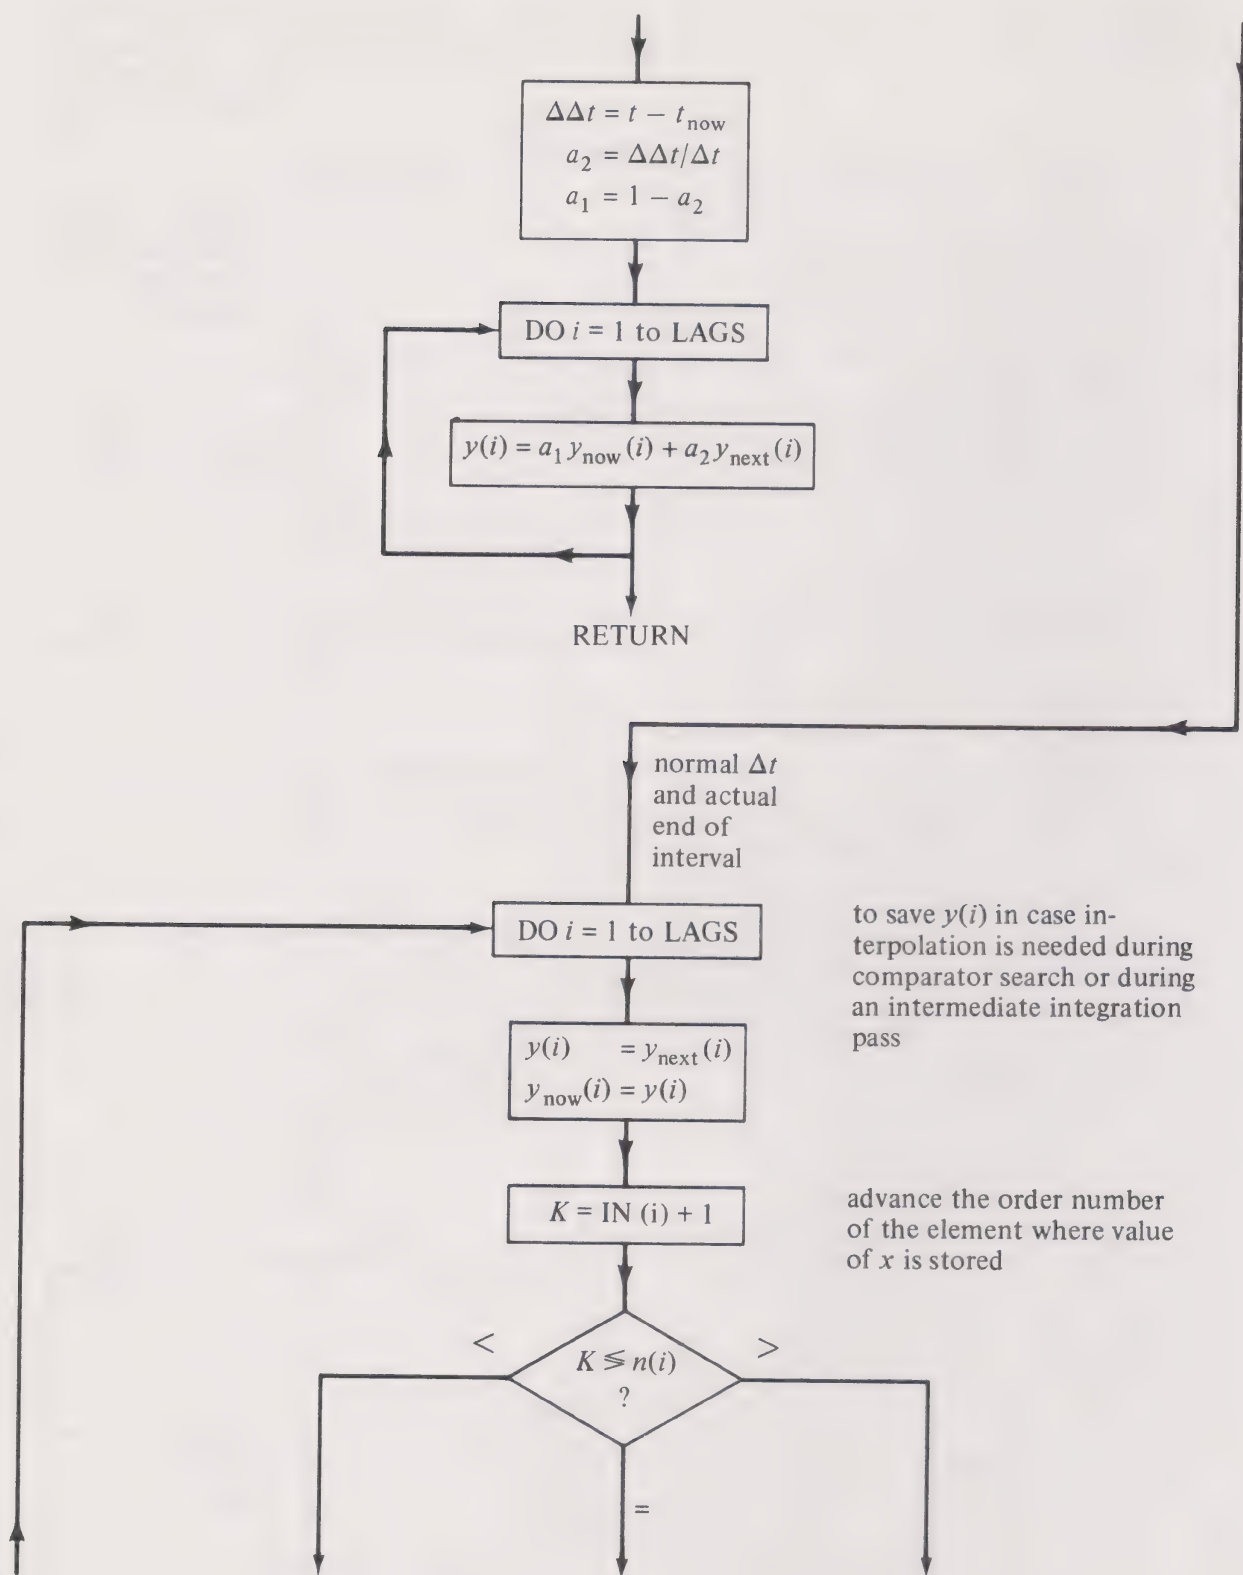 ΔΔt = t − t_now
a_2 = ΔΔt/Δt
a_1 = 1 − a_2
DO i = 1 to LAGS
y(i) = a_1 y_now (i) + a_2 y_next (i)
RETURN
normal Δt
and actual
end of
interval
DO i = 1 to LAGS
to save y(i) in case in-
terpolation is needed during
comparator search or during
an intermediate integration
pass
y(i) = y_next (i)
y_now (i) = y(i)
K = IN (i) + 1
advance the order number
of the element where value
of x is stored
<
K ≦ n(i)
?
>
=